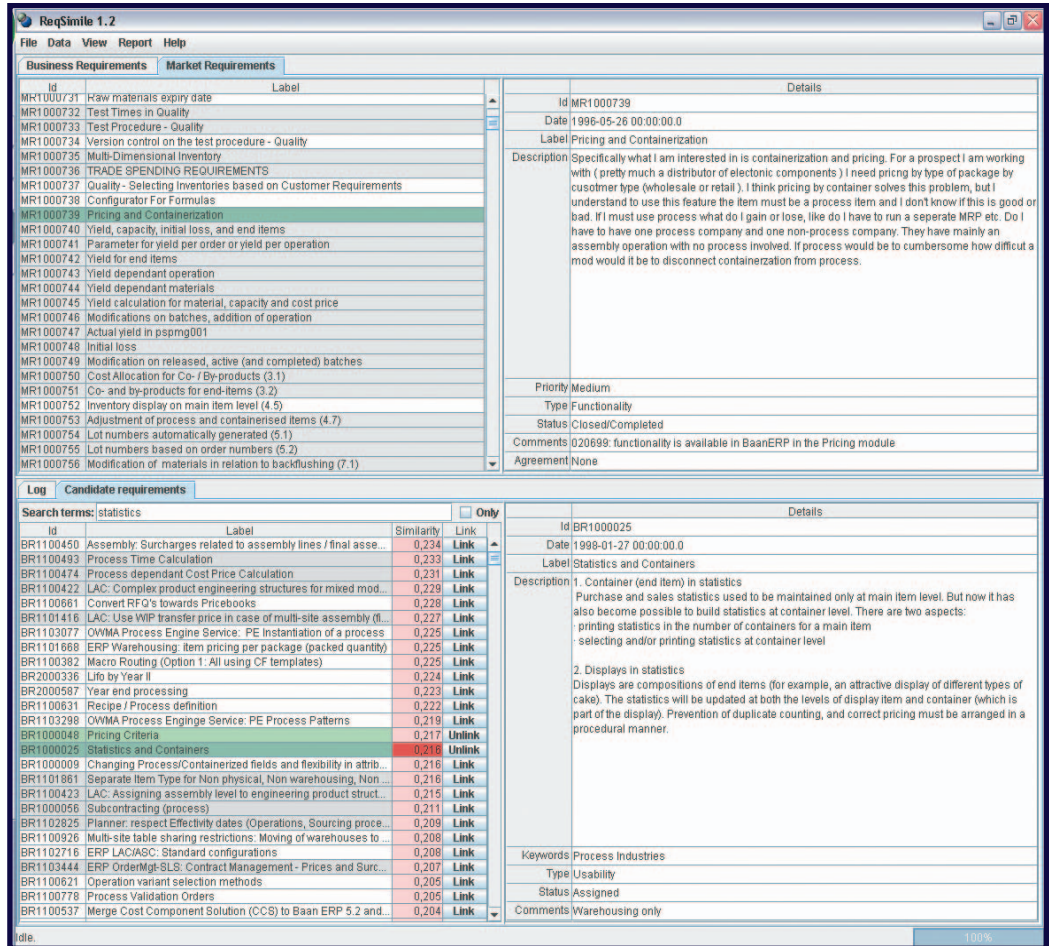 ReqSimile 1.2
File Data View Report Help
Business Requirements Market Requirements
Id Label
MR1000731 Raw materials expiry date
MR1000732 Test Times in Quality
MR1000733 Test Procedure - Quality
MR1000734 Version control on the test procedure - Quality
MR1000735 Multi-Dimensional Inventory
MR1000736 TRADE SPENDING REQUIREMENTS
MR1000737 Quality - Selecting Inventories based on Customer Requirements
MR1000738 Configurator For Formulas
MR1000739 Pricing and Containerization
MR1000740 Yield, capacity, initial loss, and end items
MR1000741 Parameter for yield per order or yield per operation
MR1000742 Yield for end items
MR1000743 Yield dependant operation
MR1000744 Yield dependant materials
MR1000745 Yield calculation for material, capacity and cost price
MR1000746 Modifications on batches, addition of operation
MR1000747 Actual yield in pspmg001
MR1000748 Initial loss
MR1000749 Modification on released, active (and completed) batches
MR1000750 Cost Allocation for Co- / By-products (3.1)
MR1000751 Co- and by-products for end-items (3.2)
MR1000752 Inventory display on main item level (4.5)
MR1000753 Adjustment of process and containerised items (4.7)
MR1000754 Lot numbers automatically generated (5.1)
MR1000755 Lot numbers based on order numbers (5.2)
MR1000756 Modification of materials in relation to backflushing (7.1)
Details
Id MR1000739
Date 1996-05-26 00:00:00.0
Label Pricing and Containerization
Description Specifically what I am interested in is containerization and pricing. For a prospect I am working
with ( pretty much a distributor of electonic components ) I need pricng by type of package by
cusotmer type (wholesale or retail ). I think pricing by container solves this problem, but I
understand to use this feature the item must be a process item and I don't know if this is good or
bad. If I must use process what do I gain or lose, like do I have to run a seperate MRP etc. Do I
have to have one process company and one non-process company. They have mainly an
assembly operation with no process involved. If process would be to cumbersome how difficut a
mod would it be to disconnect containerzation from process.
Priority Medium
Type Functionality
Status Closed/Completed
Comments 020699: functionality is available in BaanERP in the Pricing module
Agreement None
Log Candidate requirements
Search terms: statistics Only
Id Label Similarity Link
BR1100450 Assembly: Surcharges related to assembly lines / final asse... 0,234 Link
BR1100493 Process Time Calculation 0,233 Link
BR1100474 Process dependant Cost Price Calculation 0,231 Link
BR1100422 LAC: Complex product engineering structures for mixed mod... 0,229 Link
BR1100661 Convert RFQ's towards Pricebooks 0,228 Link
BR1101416 LAC: Use WIP transfer price in case of multi-site assembly (fi... 0,227 Link
BR1103077 OWMA Process Engine Service: PE Instantiation of a process 0,225 Link
BR1101668 ERP Warehousing: item pricing per package (packed quantity) 0,225 Link
BR1100382 Macro Routing (Option 1: All using CF templates) 0,225 Link
BR2000336 Lifo by Year II 0,224 Link
BR2000587 Year end processing 0,223 Link
BR1100631 Recipe / Process definition 0,222 Link
BR1103298 OWMA Process Enginge Service: PE Process Patterns 0,219 Link
BR1000048 Pricing Criteria 0,217 Unlink
BR1000025 Statistics and Containers 0,216 Unlink
BR1000009 Changing Process/Containerized fields and flexibility in attrib... 0,216 Link
BR1101861 Separate Item Type for Non physical, Non warehousing, Non ... 0,216 Link
BR1100423 LAC: Assigning assembly level to engineering product struct... 0,215 Link
BR1000056 Subcontracting (process) 0,211 Link
BR1102825 Planner: respect Effectivity dates (Operations, Sourcing proce... 0,209 Link
BR1100926 Multi-site table sharing restrictions: Moving of warehouses to ... 0,208 Link
BR1102716 ERP LAC/ASC: Standard configurations 0,208 Link
BR1103444 ERP OrderMgt-SLS: Contract Management - Prices and Surc... 0,207 Link
BR1100621 Operation variant selection methods 0,205 Link
BR1100778 Process Validation Orders 0,205 Link
BR1100537 Merge Cost Component Solution (CCS) to Baan ERP 5.2 and... 0,204 Link
Details
Id BR1000025
Date 1998-01-27 00:00:00.0
Label Statistics and Containers
Description 1. Container (end item) in statistics
Purchase and sales statistics used to be maintained only at main item level. But now it has
also become possible to build statistics at container level. There are two aspects:
· printing statistics in the number of containers for a main item
· selecting and/or printing statistics at container level
2. Displays in statistics
Displays are compositions of end items (for example, an attractive display of different types of
cake). The statistics will be updated at both the levels of display item and container (which is
part of the display). Prevention of duplicate counting, and correct pricing must be arranged in a
procedural manner.
Keywords Process Industries
Type Usability
Status Assigned
Comments Warehousing only
Idle. 100%